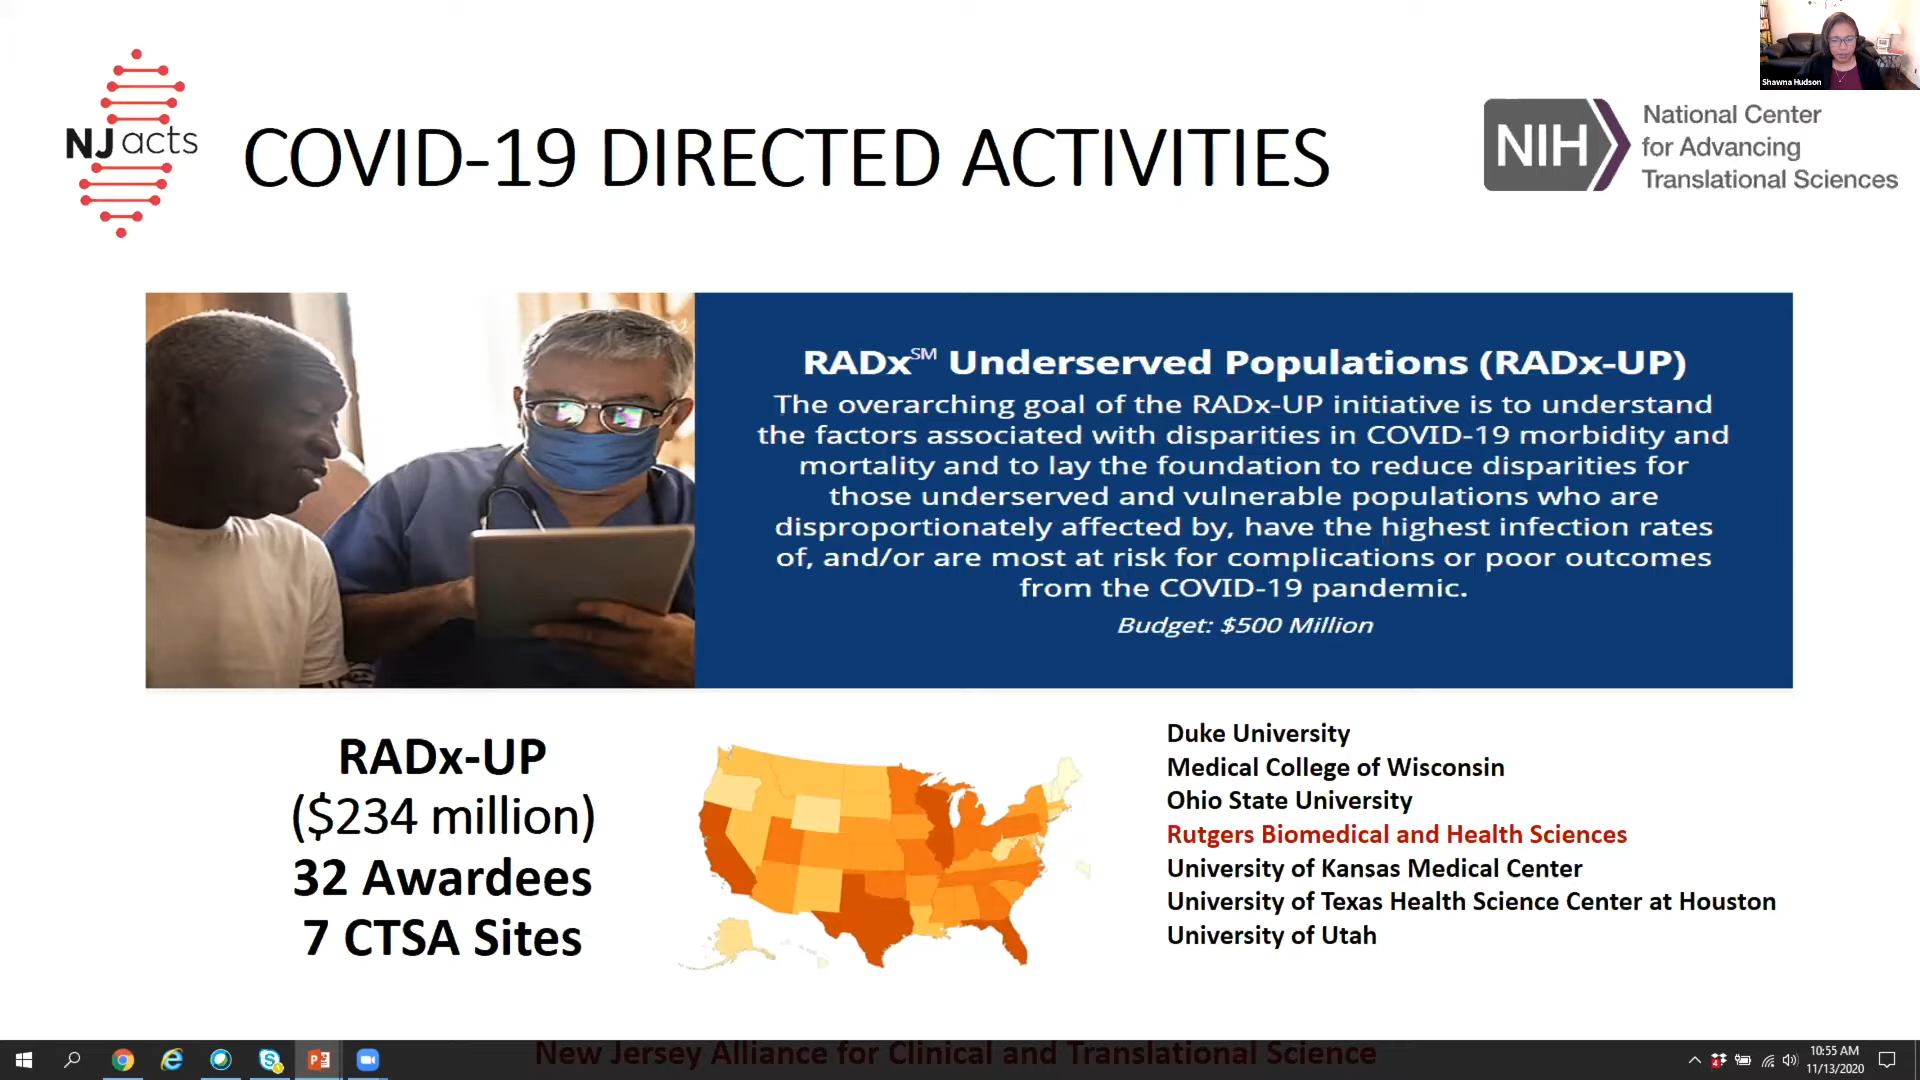 Shawna Hudson
NJ acts
COVID-19 DIRECTED ACTIVITIES
NIH
National Center
for Advancing
Translational Sciences
RADx℠ Underserved Populations (RADx-UP)
The overarching goal of the RADx-UP initiative is to understand
the factors associated with disparities in COVID-19 morbidity and
mortality and to lay the foundation to reduce disparities for
those underserved and vulnerable populations who are
disproportionately affected by, have the highest infection rates
of, and/or are most at risk for complications or poor outcomes
from the COVID-19 pandemic.
Budget: $500 Million
RADx-UP
($234 million)
32 Awardees
7 CTSA Sites
Duke University
Medical College of Wisconsin
Ohio State University
Rutgers Biomedical and Health Sciences
University of Kansas Medical Center
University of Texas Health Science Center at Houston
University of Utah
New Jersey Alliance for Clinical and Translational Science
10:55 AM
11/13/2020